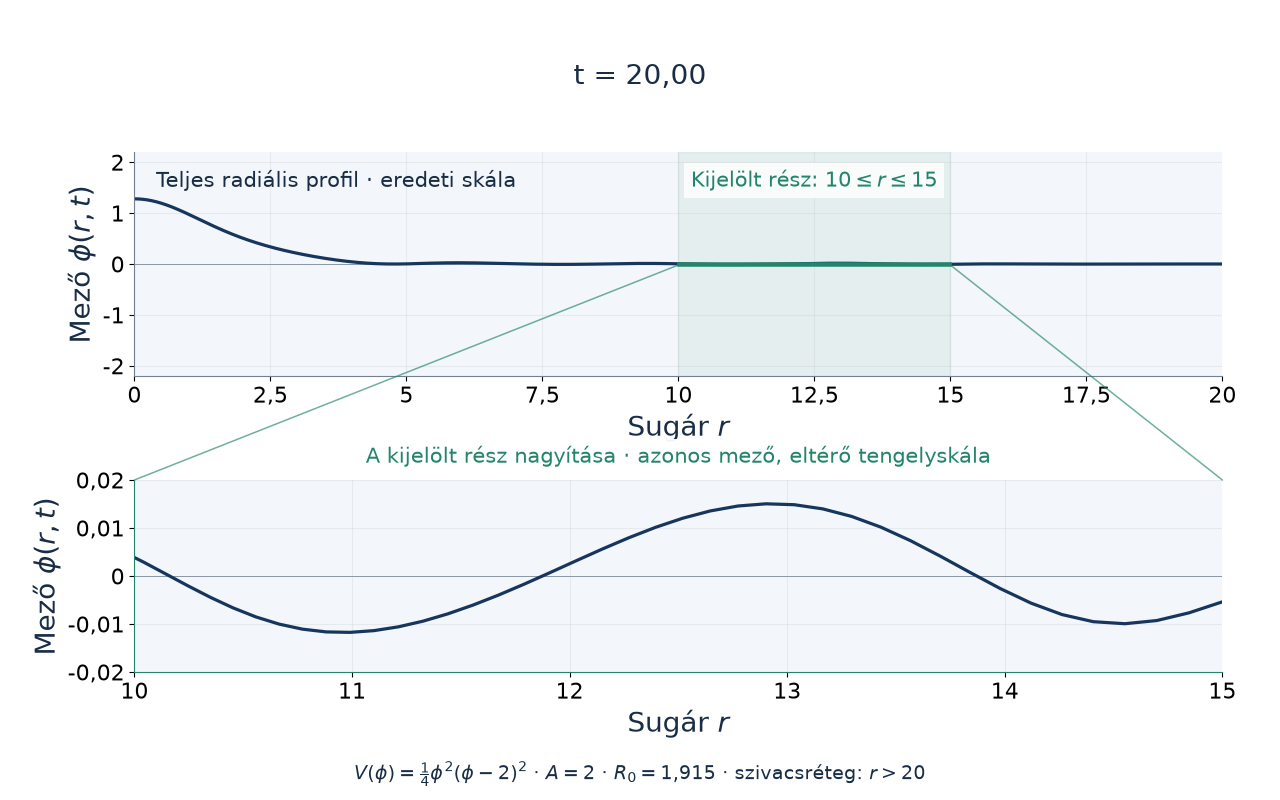 t = 20,00
Teljes radiális profil · eredeti skála
Kijelölt rész: 10 ≤ r ≤ 15
Mező ϕ(r, t)
2
1
0
-1
-2
0 2,5 5 7,5 10 12,5 15 17,5 20
Sugár r
A kijelölt rész nagyítása · azonos mező, eltérő tengelyskála
Mező ϕ(r, t)
0,02
0,01
0
-0,01
-0,02
10 11 12 13 14 15
Sugár r
V(ϕ) = ¼ϕ²(ϕ − 2)² · A = 2 · R₀ = 1,915 · szivacsréteg: r > 20